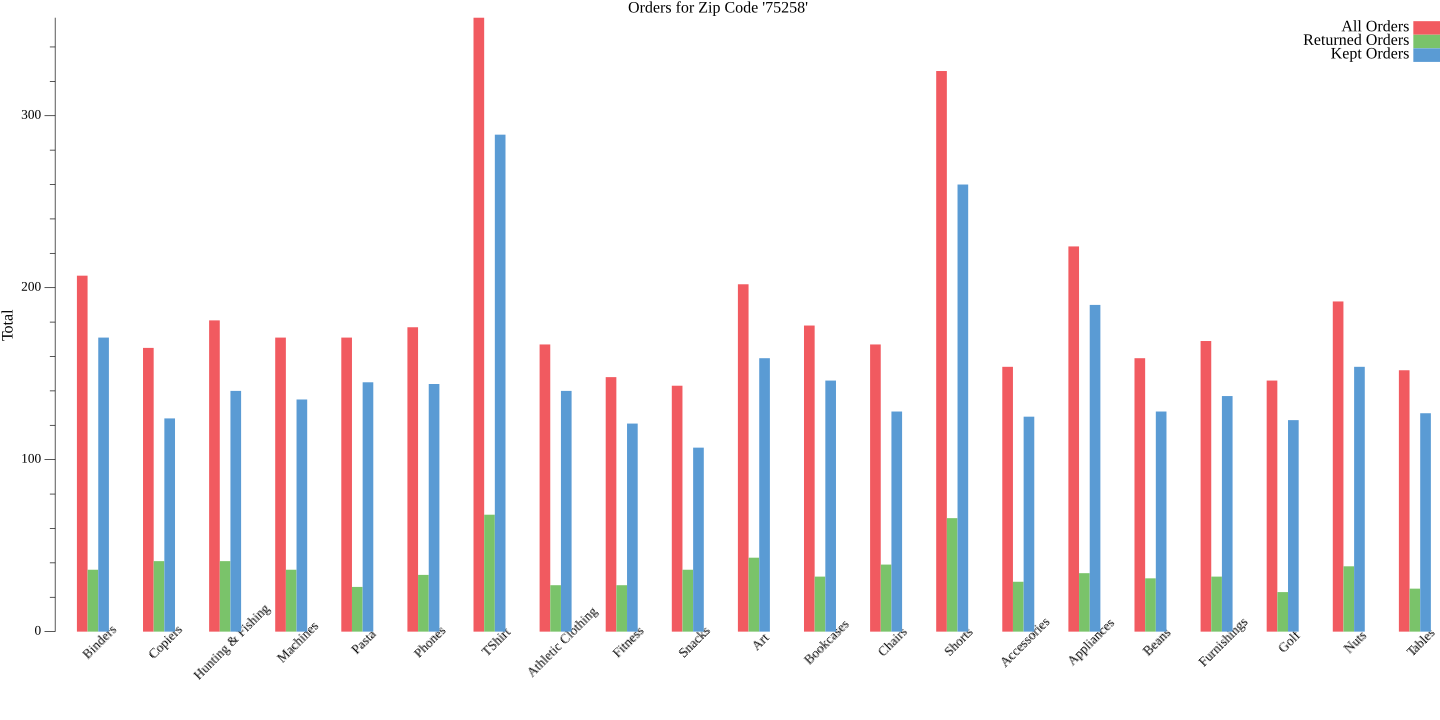 Orders for Zip Code '75258'
All Orders
Returned Orders
Kept Orders
Total
300
200
100
0
Binders
Copiers
Hunting & Fishing
Machines
Pasta
Phones
TShirt
Athletic Clothing
Fitness
Snacks
Art
Bookcases
Chairs
Shorts
Accessories
Appliances
Beans
Furnishings
Golf
Nuts
Tables